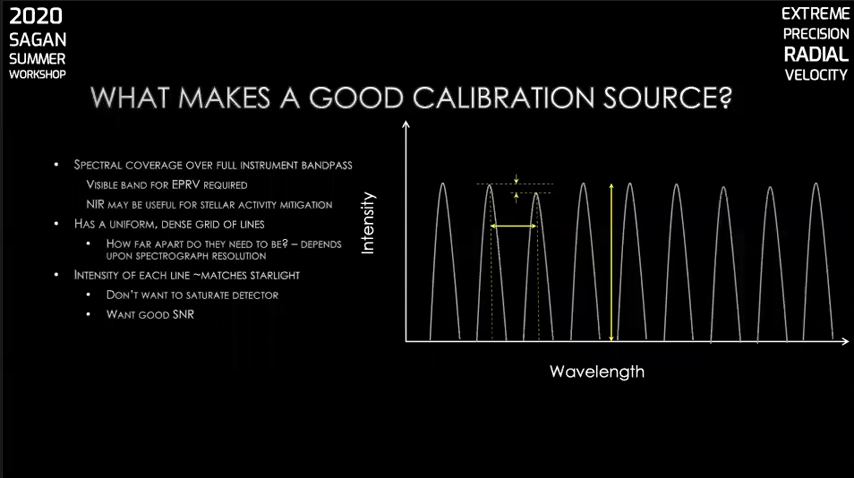 2020
SAGAN
SUMMER
WORKSHOP
EXTREME
PRECISION
RADIAL
VELOCITY
WHAT MAKES A GOOD CALIBRATION SOURCE?
• SPECTRAL COVERAGE OVER FULL INSTRUMENT BANDPASS
VISIBLE BAND FOR EPRV REQUIRED
NIR MAY BE USEFUL FOR STELLAR ACTIVITY MITIGATION
• HAS A UNIFORM, DENSE GRID OF LINES
• HOW FAR APART DO THEY NEED TO BE? – DEPENDS
UPON SPECTROGRAPH RESOLUTION
• INTENSITY OF EACH LINE ~MATCHES STARLIGHT
• DON'T WANT TO SATURATE DETECTOR
• WANT GOOD SNR
Intensity
Wavelength